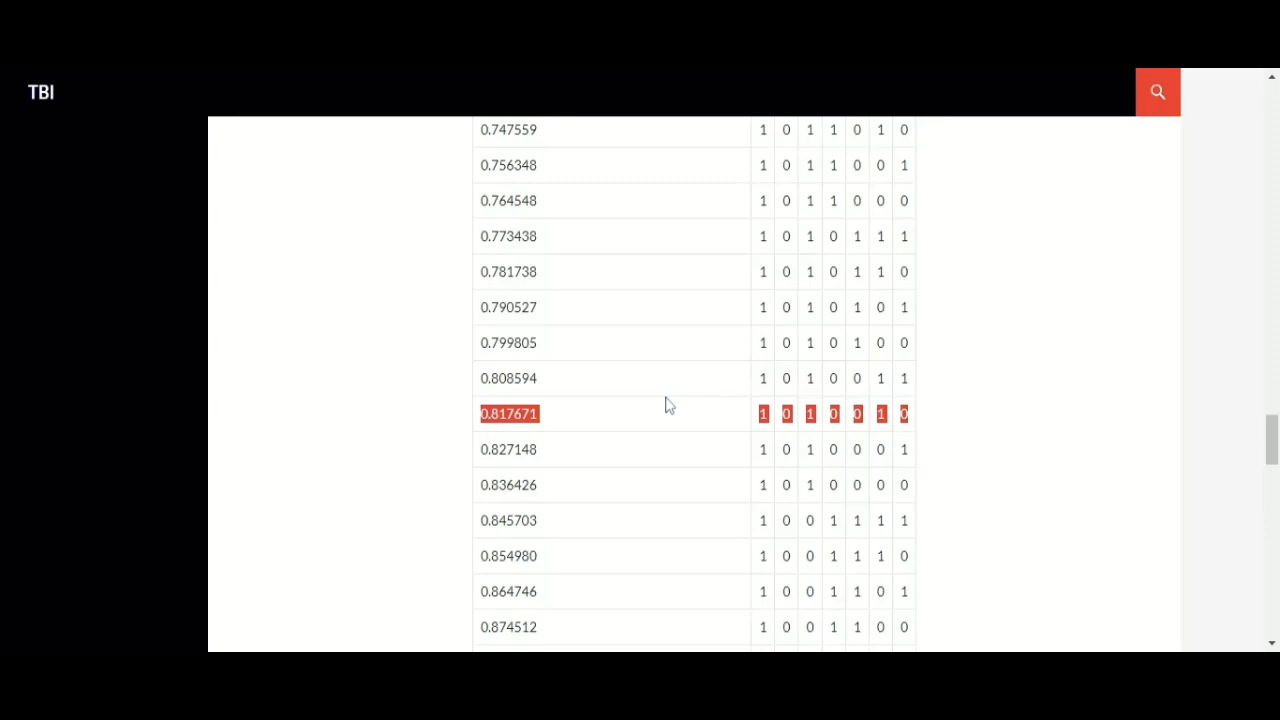 TBI
0.747559 1 0 1 1 0 1 0
0.756348 1 0 1 1 0 0 1
0.764548 1 0 1 1 0 0 0
0.773438 1 0 1 0 1 1 1
0.781738 1 0 1 0 1 1 0
0.790527 1 0 1 0 1 0 1
0.799805 1 0 1 0 1 0 0
0.808594 1 0 1 0 0 1 1
0.817671 1 0 1 0 0 1 0
0.827148 1 0 1 0 0 0 1
0.836426 1 0 1 0 0 0 0
0.845703 1 0 0 1 1 1 1
0.854980 1 0 0 1 1 1 0
0.864746 1 0 0 1 1 0 1
0.874512 1 0 0 1 1 0 0